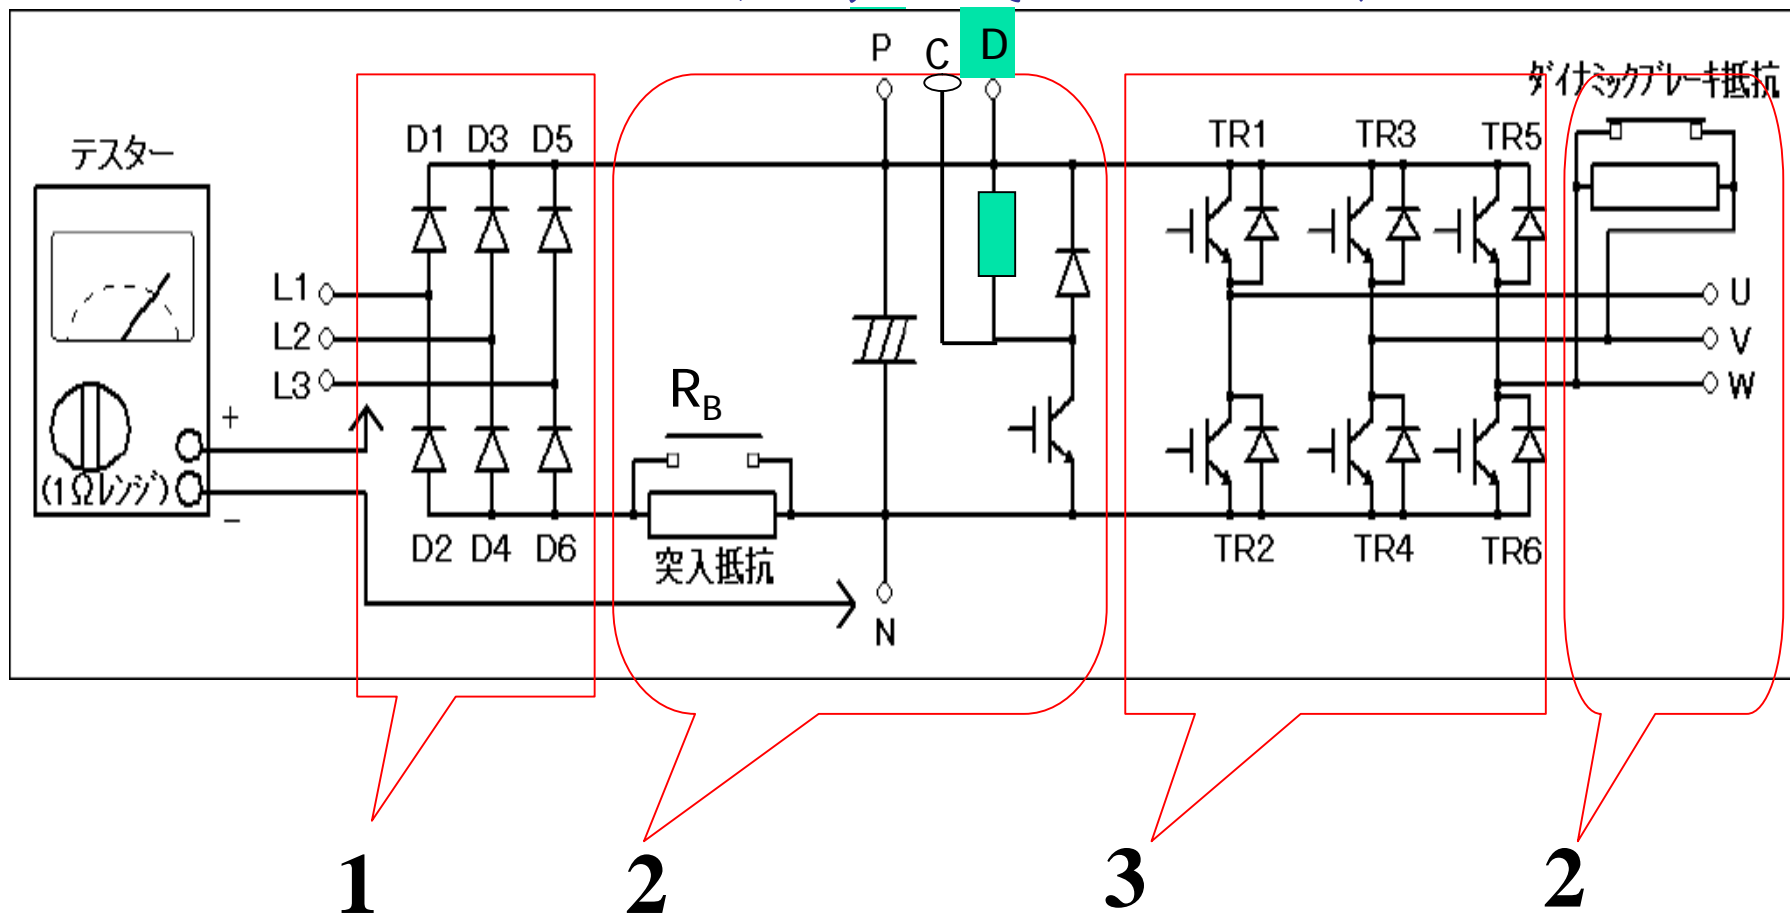 P
C
D
ダイナミックブレーキ抵抗
テスター
D1 D3 D5
TR1
TR3
TR5
L1
L2
L3
U
V
W
R_B
+
(1Ωレンジ)
−
D2 D4 D6
突入抵抗
TR2
TR4
TR6
N
1
2
3
2